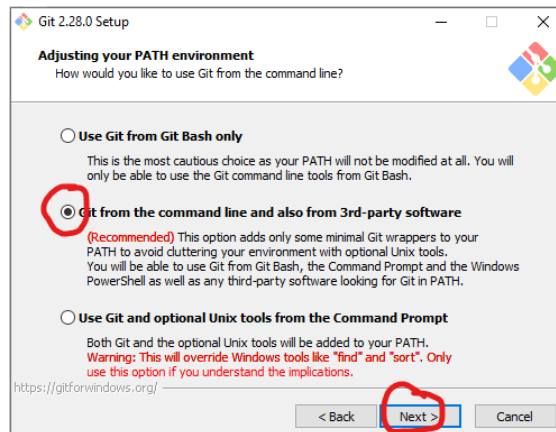 Git 2.28.0 Setup
Adjusting your PATH environment
How would you like to use Git from the command line?
Use Git from Git Bash only
This is the most cautious choice as your PATH will not be modified at all. You will
only be able to use the Git command line tools from Git Bash.
Git from the command line and also from 3rd-party software
(Recommended) This option adds only some minimal Git wrappers to your
PATH to avoid cluttering your environment with optional Unix tools.
You will be able to use Git from Git Bash, the Command Prompt and the Windows
PowerShell as well as any third-party software looking for Git in PATH.
Use Git and optional Unix tools from the Command Prompt
Both Git and the optional Unix tools will be added to your PATH.
Warning: This will override Windows tools like "find" and "sort". Only
use this option if you understand the implications.
https://gitforwindows.org/
< Back
Next >
Cancel